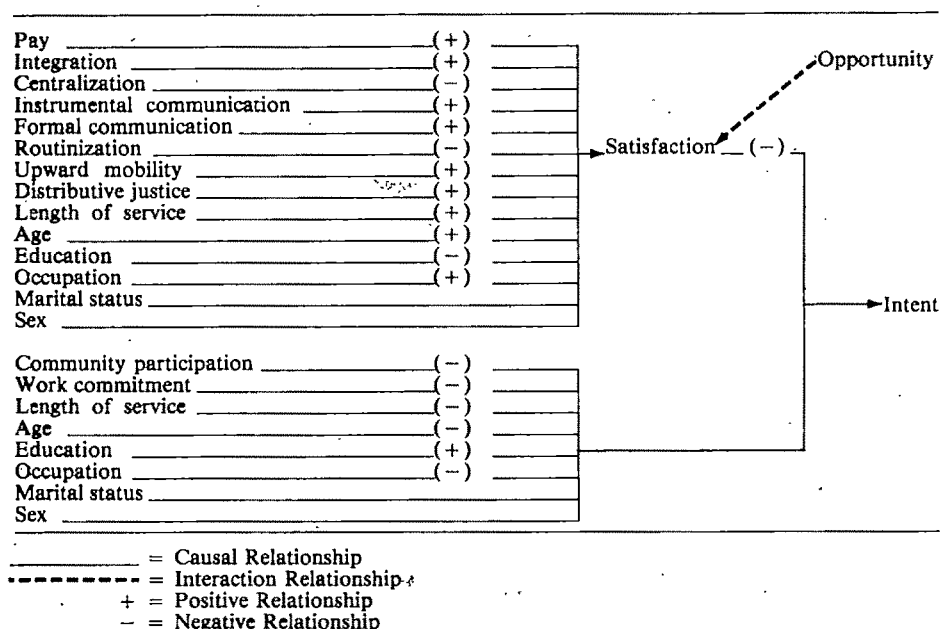 Pay (+)
Integration (+)
Centralization (−)
Instrumental communication (+)
Formal communication (+)
Routinization (−)
Upward mobility (+)
Distributive justice (+)
Length of service (+)
Age (+)
Education (−)
Occupation (+)
Marital status
Sex
Opportunity
Satisfaction (−)
Intent
Community participation (−)
Work commitment (−)
Length of service (−)
Age (−)
Education (+)
Occupation (−)
Marital status
Sex
= Causal Relationship
= Interaction Relationship
+ = Positive Relationship
− = Negative Relationship